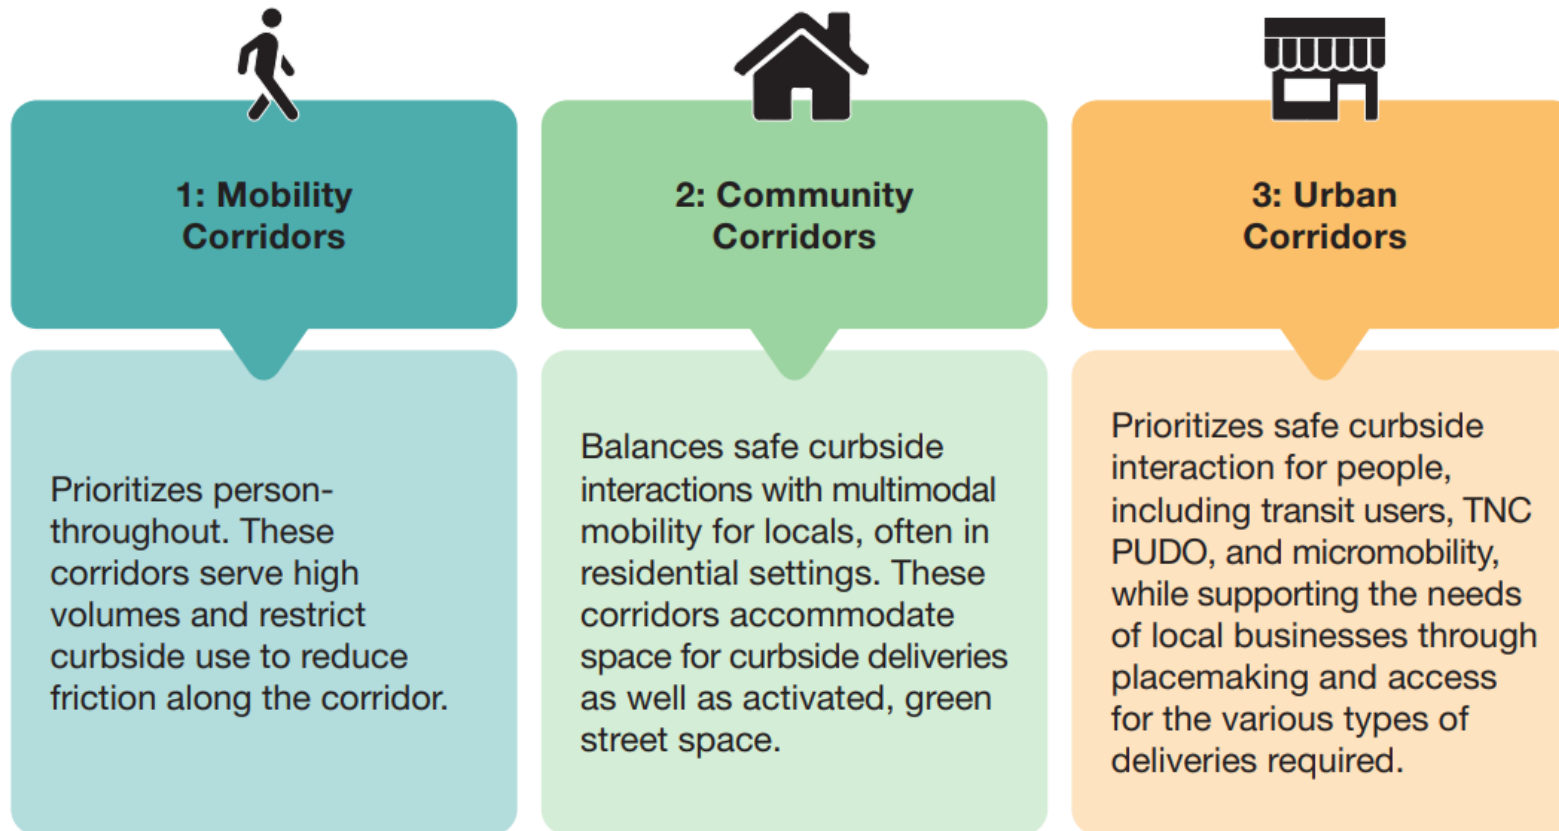 1: Mobility
Corridors
Prioritizes person-
throughout. These
corridors serve high
volumes and restrict
curbside use to reduce
friction along the corridor.
2: Community
Corridors
Balances safe curbside
interactions with multimodal
mobility for locals, often in
residential settings. These
corridors accommodate
space for curbside deliveries
as well as activated, green
street space.
3: Urban
Corridors
Prioritizes safe curbside
interaction for people,
including transit users, TNC
PUDO, and micromobility,
while supporting the needs
of local businesses through
placemaking and access
for the various types of
deliveries required.